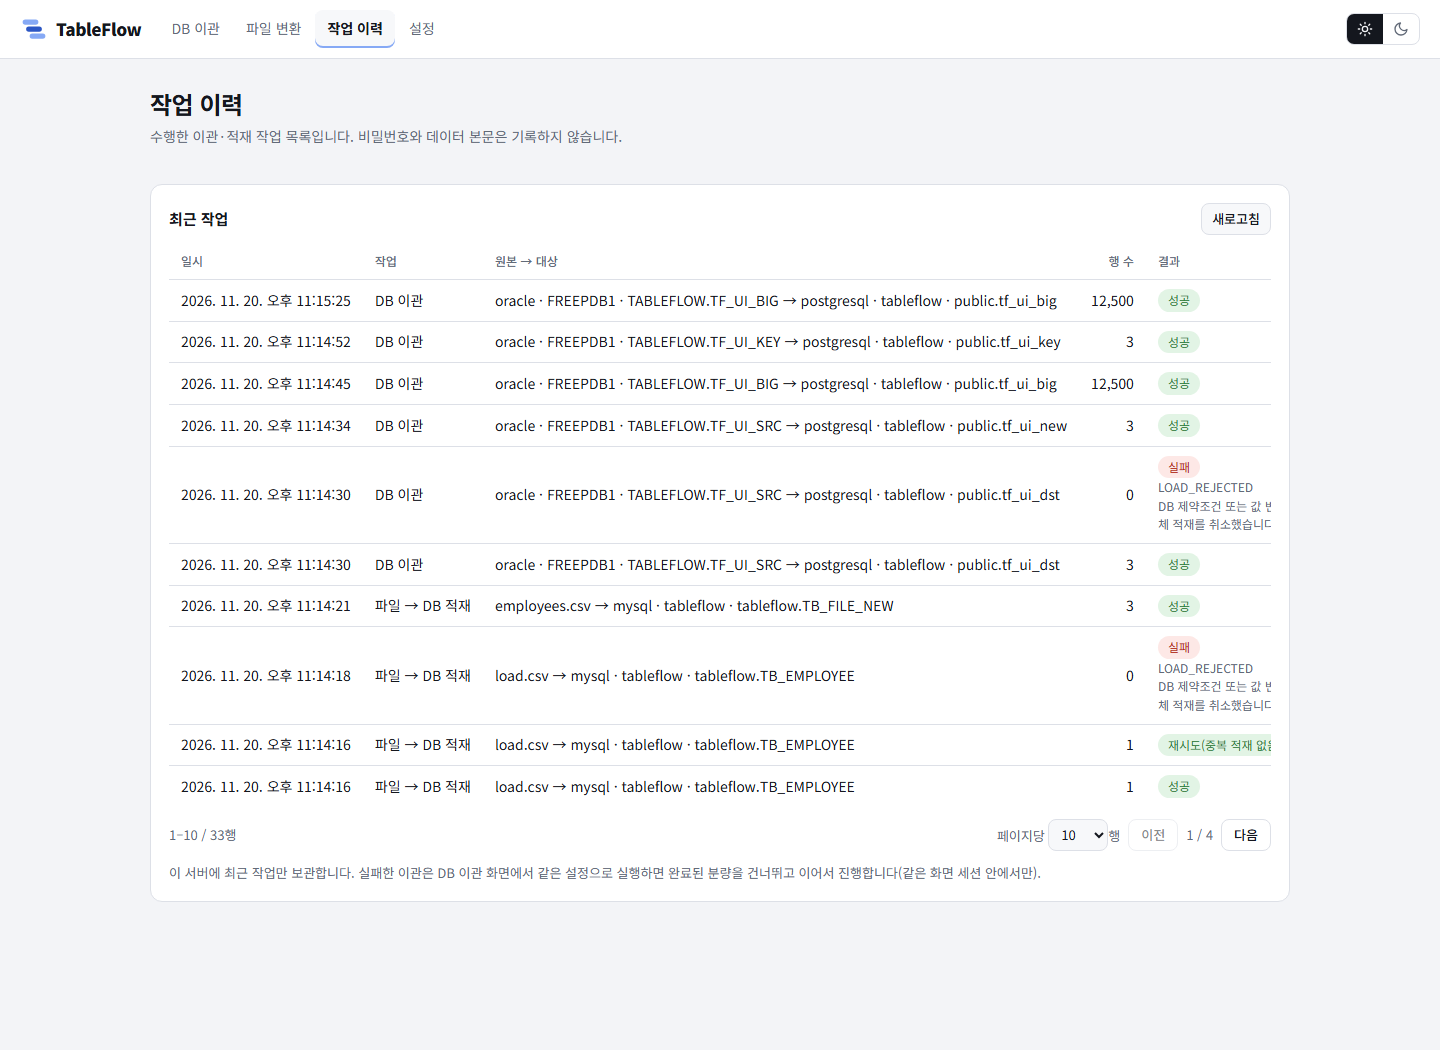 TableFlow DB 이관 파일 변환 작업 이력 설정
작업 이력
수행한 이관·적재 작업 목록입니다. 비밀번호와 데이터 본문은 기록하지 않습니다.
최근 작업 새로고침
일시 작업 원본 → 대상 행 수 결과
2026. 11. 20. 오후 11:15:25 DB 이관 oracle · FREEPDB1 · TABLEFLOW.TF_UI_BIG → postgresql · tableflow · public.tf_ui_big 12,500 성공
2026. 11. 20. 오후 11:14:52 DB 이관 oracle · FREEPDB1 · TABLEFLOW.TF_UI_KEY → postgresql · tableflow · public.tf_ui_key 3 성공
2026. 11. 20. 오후 11:14:45 DB 이관 oracle · FREEPDB1 · TABLEFLOW.TF_UI_BIG → postgresql · tableflow · public.tf_ui_big 12,500 성공
2026. 11. 20. 오후 11:14:34 DB 이관 oracle · FREEPDB1 · TABLEFLOW.TF_UI_SRC → postgresql · tableflow · public.tf_ui_new 3 성공
2026. 11. 20. 오후 11:14:30 DB 이관 oracle · FREEPDB1 · TABLEFLOW.TF_UI_SRC → postgresql · tableflow · public.tf_ui_dst 0 실패
LOAD_REJECTED
DB 제약조건 또는 값
체 적재를 취소했습니다
2026. 11. 20. 오후 11:14:30 DB 이관 oracle · FREEPDB1 · TABLEFLOW.TF_UI_SRC → postgresql · tableflow · public.tf_ui_dst 3 성공
2026. 11. 20. 오후 11:14:21 파일 → DB 적재 employees.csv → mysql · tableflow · tableflow.TB_FILE_NEW 3 성공
2026. 11. 20. 오후 11:14:18 파일 → DB 적재 load.csv → mysql · tableflow · tableflow.TB_EMPLOYEE 0 실패
LOAD_REJECTED
DB 제약조건 또는 값
체 적재를 취소했습니다
2026. 11. 20. 오후 11:14:16 파일 → DB 적재 load.csv → mysql · tableflow · tableflow.TB_EMPLOYEE 1 재시도(중복 적재
2026. 11. 20. 오후 11:14:16 파일 → DB 적재 load.csv → mysql · tableflow · tableflow.TB_EMPLOYEE 1 성공
1–10 / 33행 페이지당 10 행 이전 1 / 4 다음
이 서버에 최근 작업만 보관합니다. 실패한 이관은 DB 이관 화면에서 같은 설정으로 실행하면 완료된 분량을 건너뛰고 이어서 진행합니다(같은 화면 세션 안에서만).